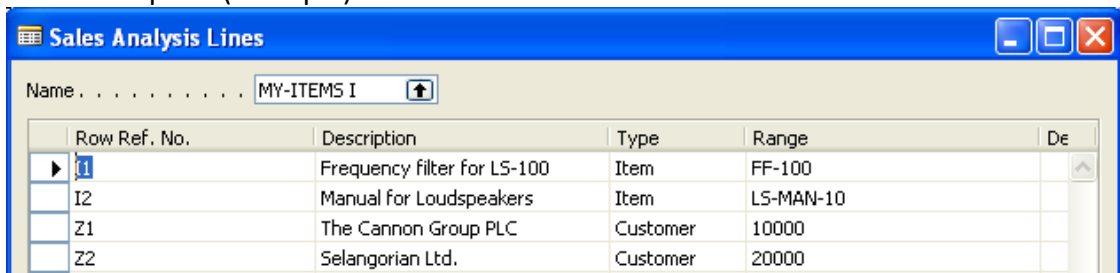 Sales Analysis Lines
Name . . . . . . . . . . MY-ITEMS I
Row Ref. No. Description Type Range De
I1 Frequency filter for LS-100 Item FF-100
I2 Manual for Loudspeakers Item LS-MAN-10
Z1 The Cannon Group PLC Customer 10000
Z2 Selangorian Ltd. Customer 20000